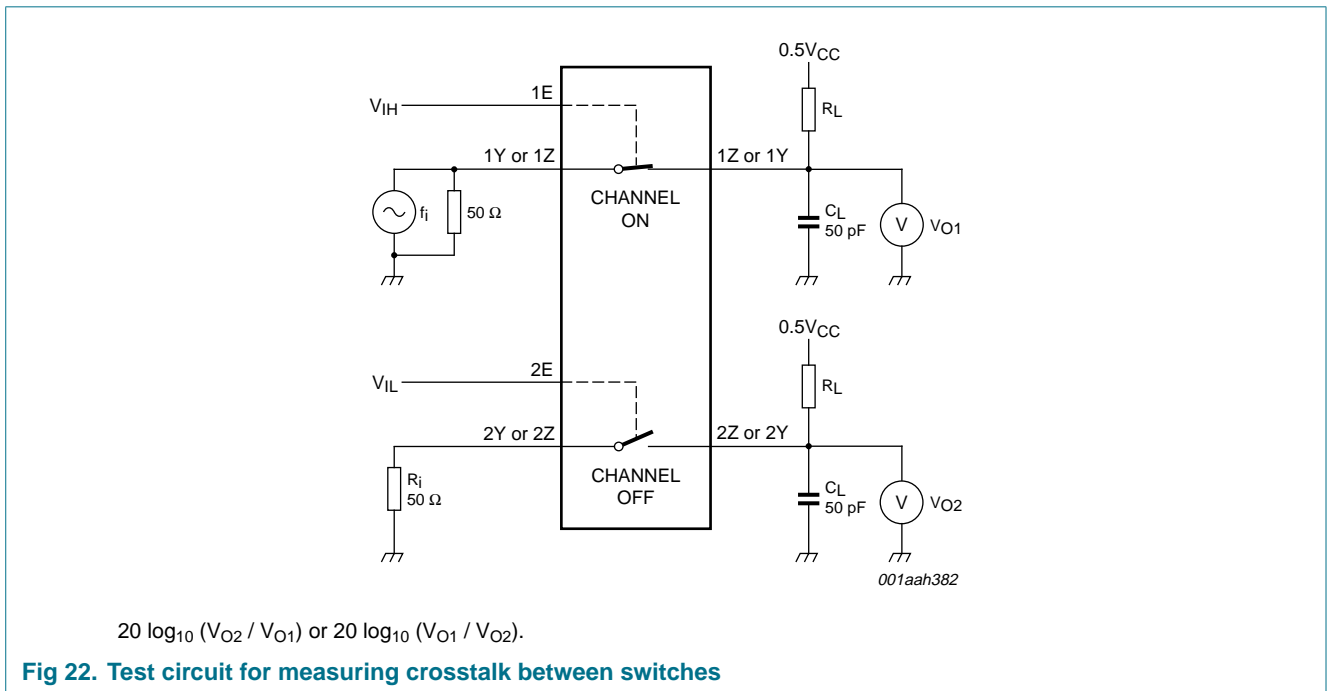 0.5VCC
RL
VIH
1E
1Y or 1Z
1Z or 1Y
CHANNEL
ON
fi
50 Ω
CL
50 pF
V
VO1
0.5VCC
RL
VIL
2E
2Y or 2Z
2Z or 2Y
CHANNEL
OFF
Ri
50 Ω
CL
50 pF
V
VO2
001aah382
20 log10 (VO2 / VO1) or 20 log10 (VO1 / VO2).
Fig 22. Test circuit for measuring crosstalk between switches